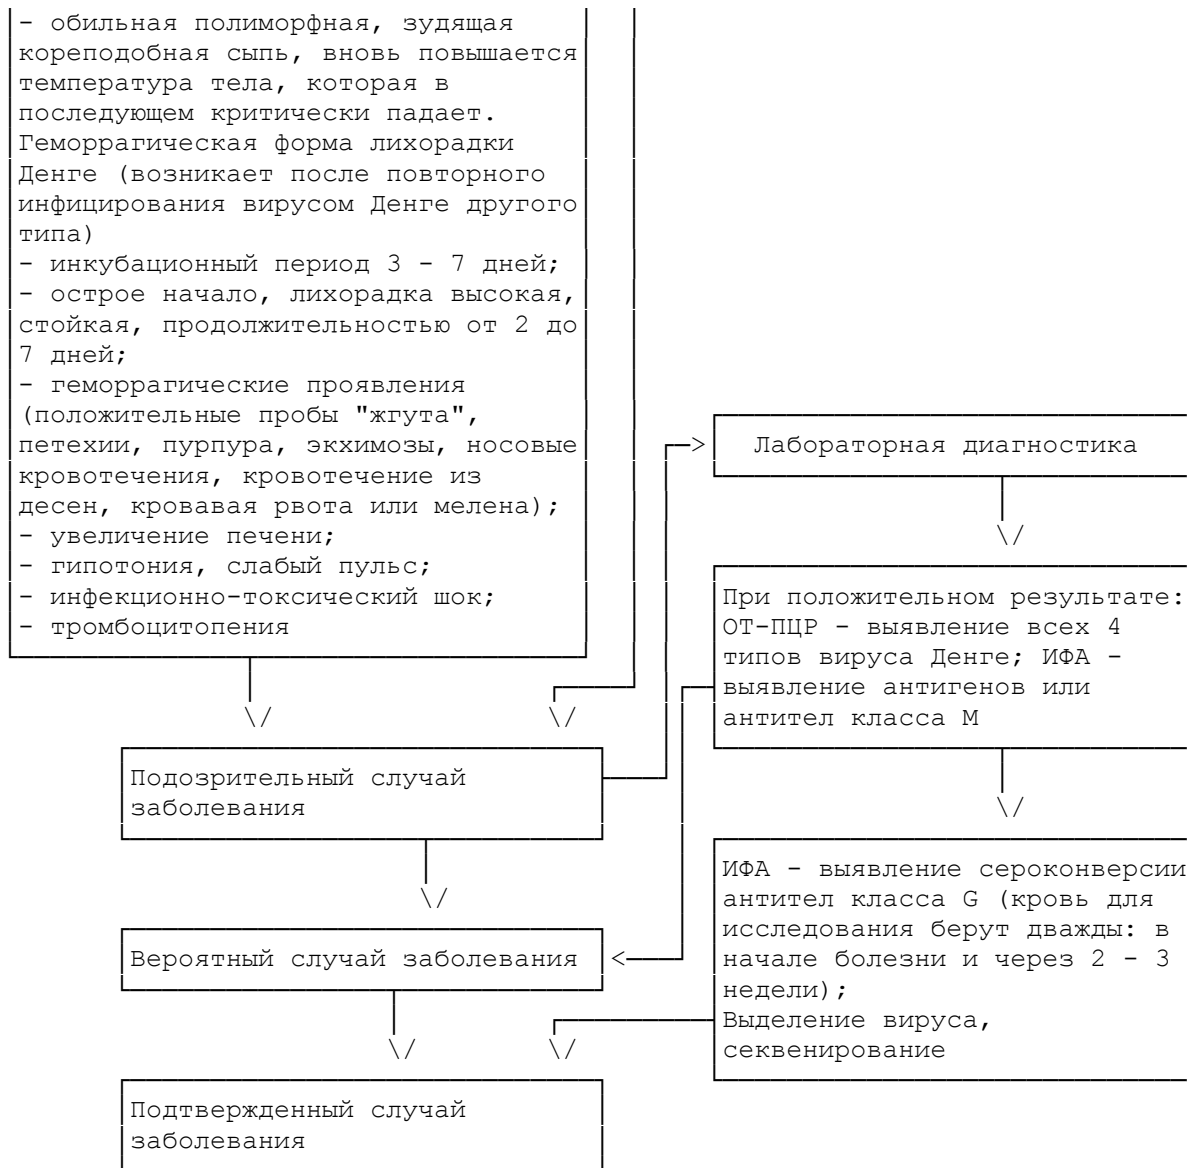 - обильная полиморфная, зудящая
кореподобная сыпь, вновь повышается
температура тела, которая в
последующем критически падает.
Геморрагическая форма лихорадки
Денге (возникает после повторного
инфицирования вирусом Денге другого
типа)
- инкубационный период 3 - 7 дней;
- острое начало, лихорадка высокая,
стойкая, продолжительностью от 2 до
7 дней;
- геморрагические проявления
(положительные пробы "жгута",
петехии, пурпура, экхимозы, носовые
кровотечения, кровотечение из
десен, кровавая рвота или мелена);
- увеличение печени;
- гипотония, слабый пульс;
- инфекционно-токсический шок;
- тромбоцитопения
Лабораторная диагностика
При положительном результате:
ОТ-ПЦР - выявление всех 4
типов вируса Денге; ИФА -
выявление антигенов или
антител класса M
Подозрительный случай
заболевания
ИФА - выявление сероконверсии
антител класса G (кровь для
исследования берут дважды: в
начале болезни и через 2 - 3
недели);
Выделение вируса,
секвенирование
Вероятный случай заболевания
Подтвержденный случай
заболевания